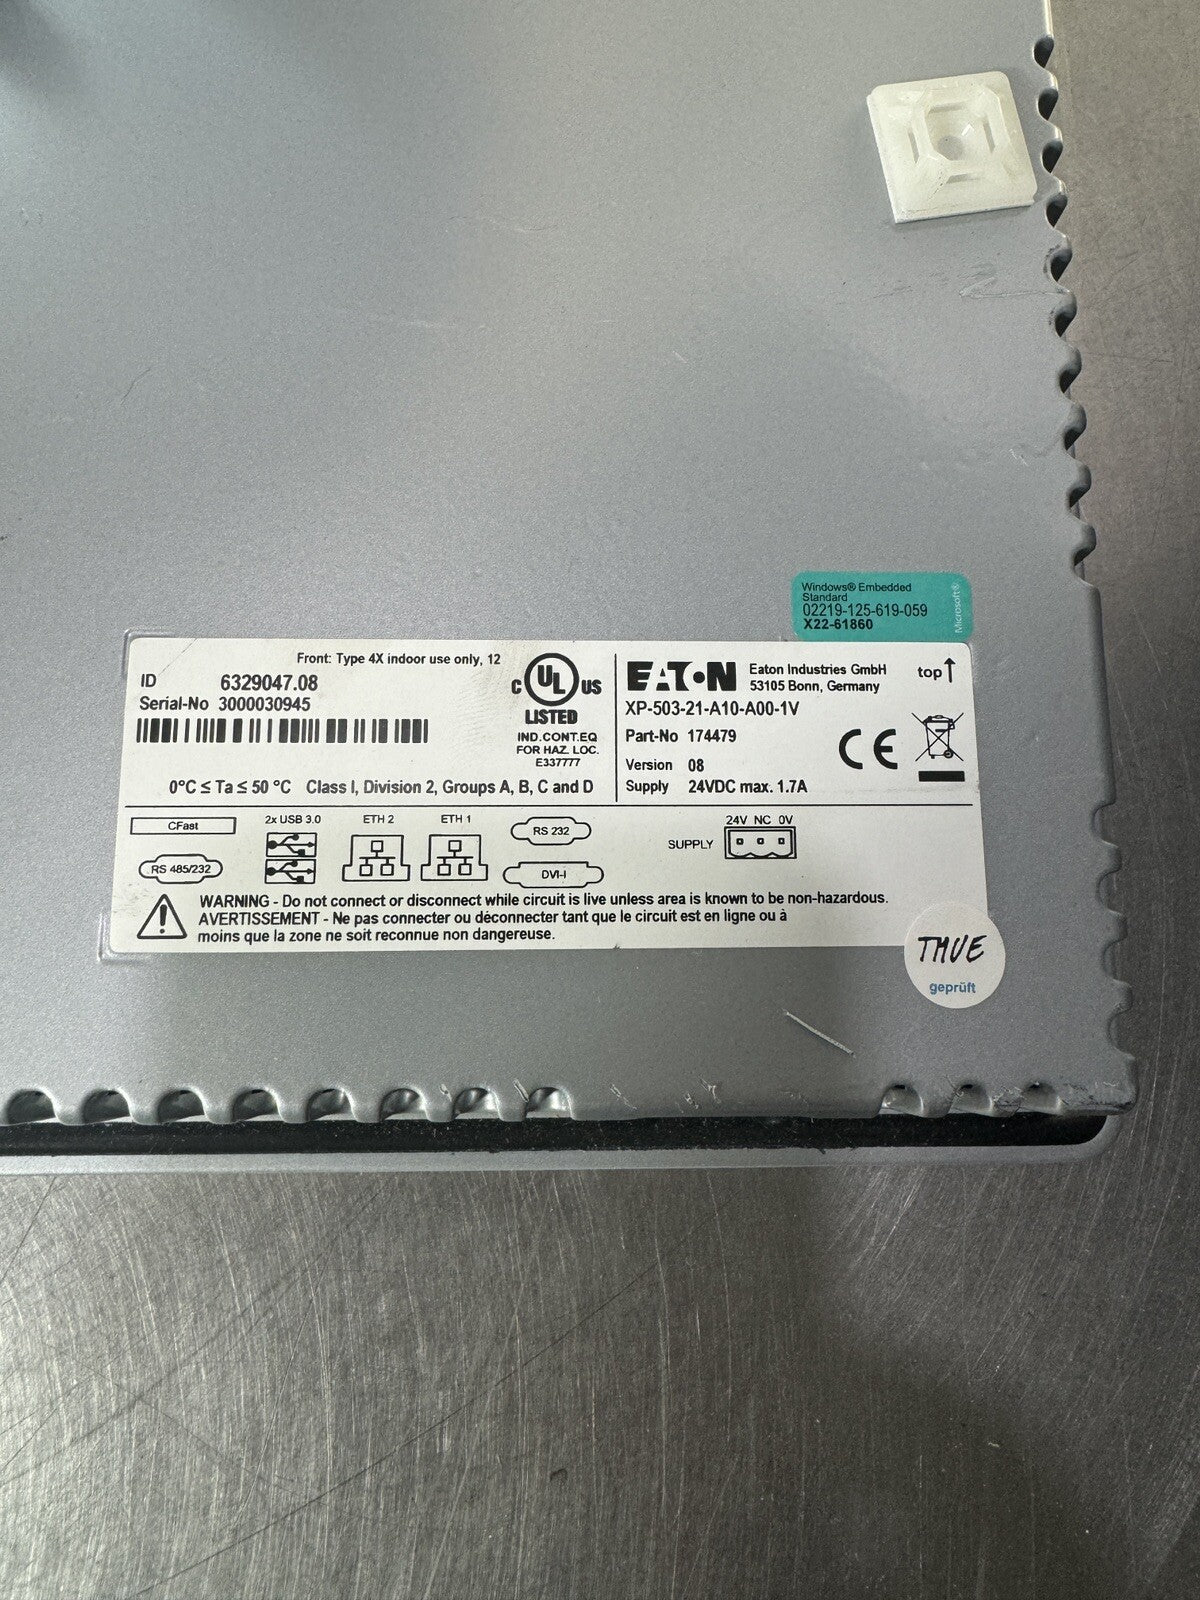 Windows® Embedded
Standard
02219-125-619-059
X22-61860
Microsoft®
Front: Type 4X indoor use only, 12
ID 6329047.08
Serial-No 3000030945
C UL US
LISTED
IND.CONT.EQ
FOR HAZ. LOC.
E337777
0°C ≤ Ta ≤ 50 °C Class I, Division 2, Groups A, B, C and D
EATON
Eaton Industries GmbH
53105 Bonn, Germany
top
XP-503-21-A10-A00-1V
Part-No 174479
Version 08
Supply 24VDC max. 1.7A
CE
CFast
2x USB 3.0
ETH 2
ETH 1
RS 232
RS 485/232
DVI-I
SUPPLY
24V NC 0V
WARNING - Do not connect or disconnect while circuit is live unless area is known to be non-hazardous.
AVERTISSEMENT - Ne pas connecter ou déconnecter tant que le circuit est en ligne ou à
moins que la zone ne soit reconnue non dangereuse.
TMUE
geprüft